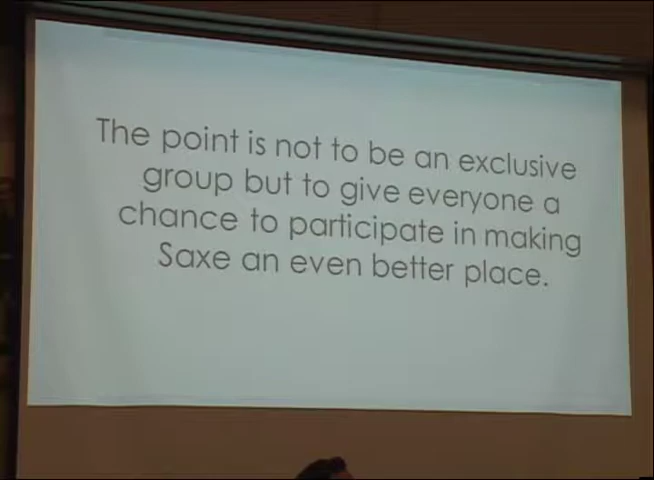 The point is not to be an exclusive
group but to give everyone a
chance to participate in making
Saxe an even better place.